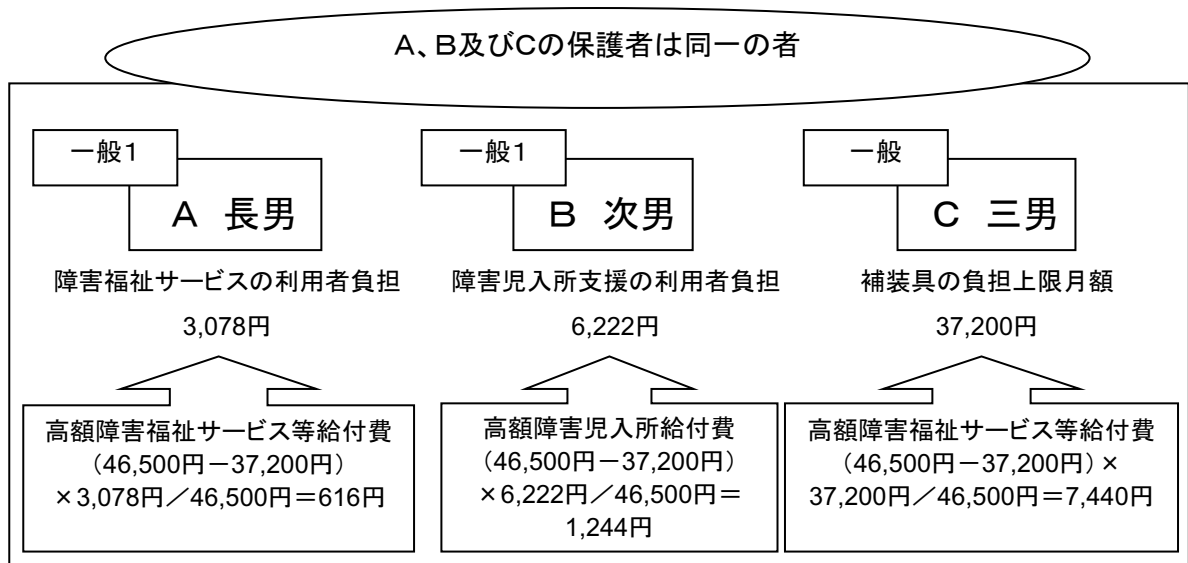 A、B及びCの保護者は同一の者
一般1
A 長男
障害福祉サービスの利用者負担
3,078円
高額障害福祉サービス等給付費
(46,500円-37,200円)
×3,078円/46,500円=616円
一般1
B 次男
障害児入所支援の利用者負担
6,222円
高額障害児入所給付費
(46,500円-37,200円)
×6,222円/46,500円=
1,244円
一般
C 三男
補装具の負担上限月額
37,200円
高額障害福祉サービス等給付費
(46,500円-37,200円)×
37,200円/46,500円=7,440円